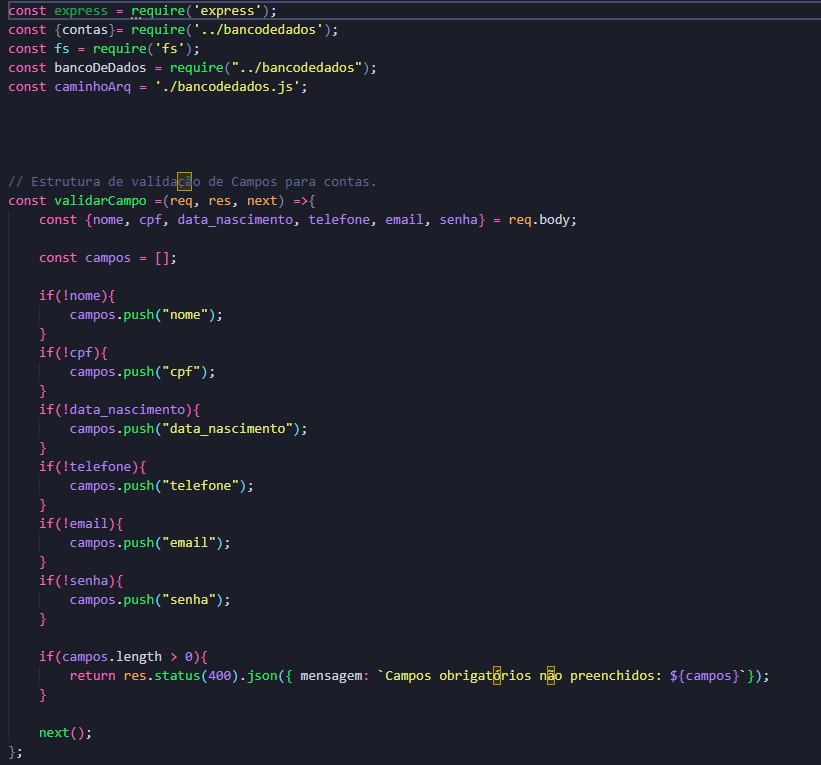 const express = require('express');
const {contas}= require('../bancodedados');
const fs = require('fs');
const bancoDeDados = require("../bancodedados");
const caminhoArq = './bancodedados.js';
// Estrutura de validação de Campos para contas.
const validarCampo =(req, res, next) =>{
    const {nome, cpf, data_nascimento, telefone, email, senha} = req.body;
    const campos = [];
    if(!nome){
        campos.push("nome");
    }
    if(!cpf){
        campos.push("cpf");
    }
    if(!data_nascimento){
        campos.push("data_nascimento");
    }
    if(!telefone){
        campos.push("telefone");
    }
    if(!email){
        campos.push("email");
    }
    if(!senha){
        campos.push("senha");
    }
    if(campos.length > 0){
        return res.status(400).json({ mensagem: `Campos obrigatórios não preenchidos: ${campos}`});
    }
    next();
};